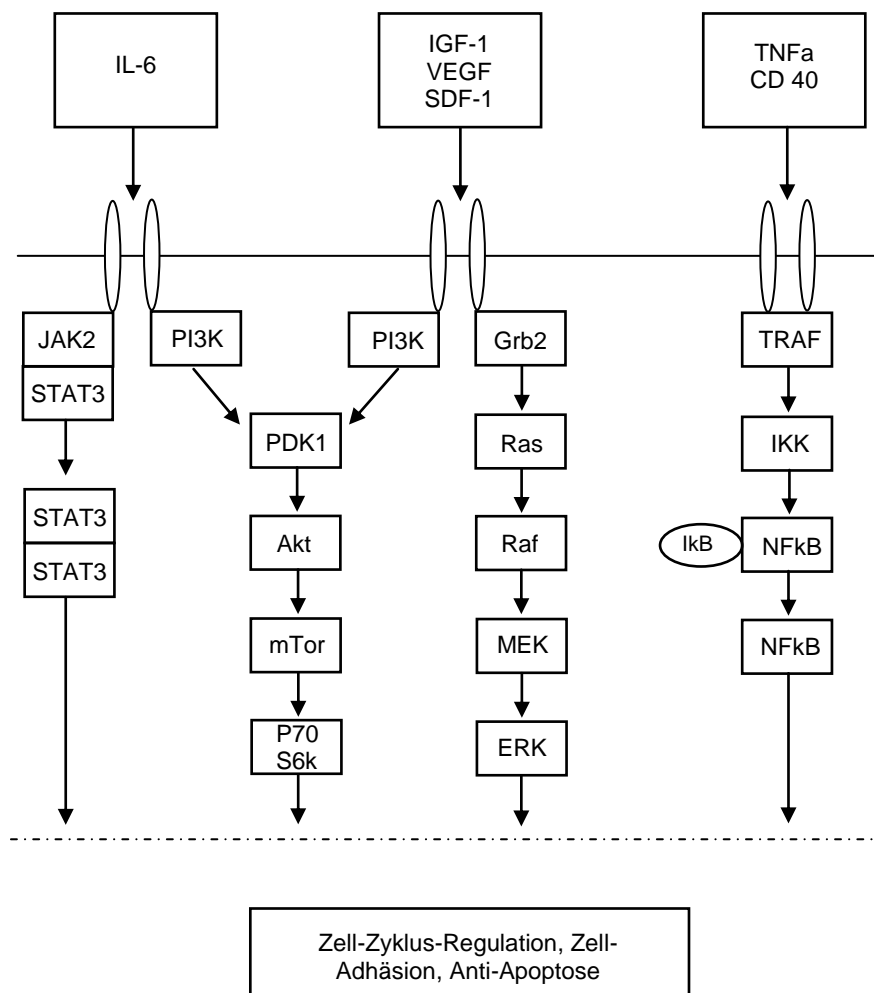 IL-6
IGF-1
VEGF
SDF-1
TNFa
CD 40
JAK2
PI3K
PI3K
Grb2
TRAF
STAT3
PDK1
Ras
IKK
STAT3
STAT3
Akt
Raf
IkB
NFkB
mTor
MEK
NFkB
P70
S6k
ERK
Zell-Zyklus-Regulation, Zell-
Adhäsion, Anti-Apoptose